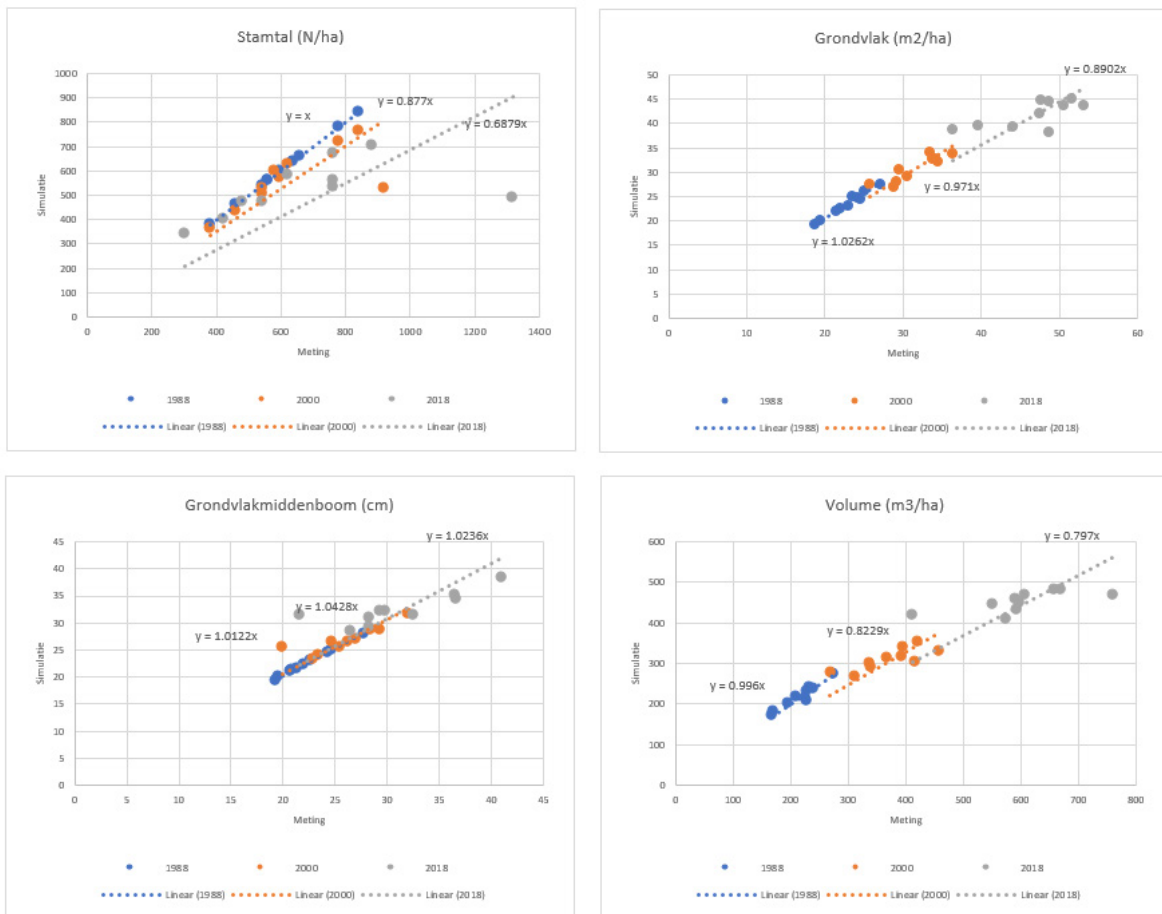 Stamtal (N/ha)
1000
900
800
700
600
500
400
300
200
100
0
0 200 400 600 800 1000 1200 1400
Simulatie
Meting
y = x
y = 0.877x
y = 0.6879x
1988 2000 2018
Linear (1988) Linear (2000) Linear (2018)
Grondvlak (m2/ha)
50
45
40
35
30
25
20
15
10
5
0
0 10 20 30 40 50 60
Simulatie
Meting
y = 0.8902x
y = 0.971x
y = 1.0262x
1988 2000 2018
Linear (1988) Linear (2000) Linear (2018)
Grondvlakmiddenboom (cm)
45
40
35
30
25
20
15
10
5
0
0 5 10 15 20 25 30 35 40 45
Simulatie
Meting
y = 1.0236x
y = 1.0428x
y = 1.0122x
1988 2000 2018
Linear (1988) Linear (2000) Linear (2018)
Volume (m3/ha)
600
500
400
300
200
100
0
0 100 200 300 400 500 600 700 800
Simulatie
Meting
y = 0.797x
y = 0.8229x
y = 0.996x
1988 2000 2018
Linear (1988) Linear (2000) Linear (2018)